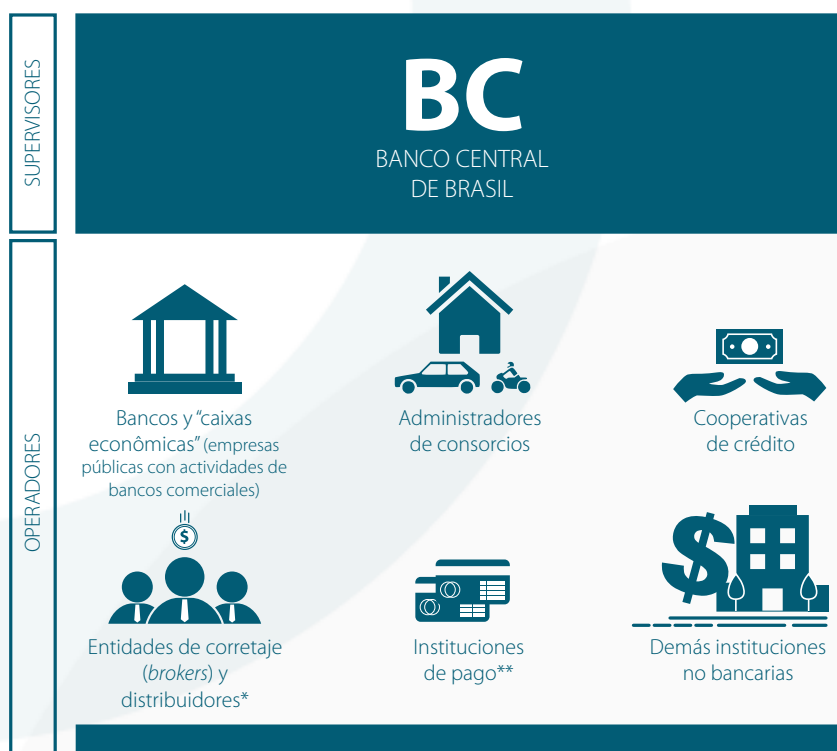 SUPERVISORES
BC
BANCO CENTRAL
DE BRASIL
OPERADORES
Bancos y "caixas
econômicas" (empresas
públicas con actividades de
bancos comerciales)
Administradores
de consorcios
Cooperativas
de crédito
$
Entidades de corretaje
(brokers) y
distribuidores*
Instituciones
de pago**
$
Demás instituciones
no bancarias